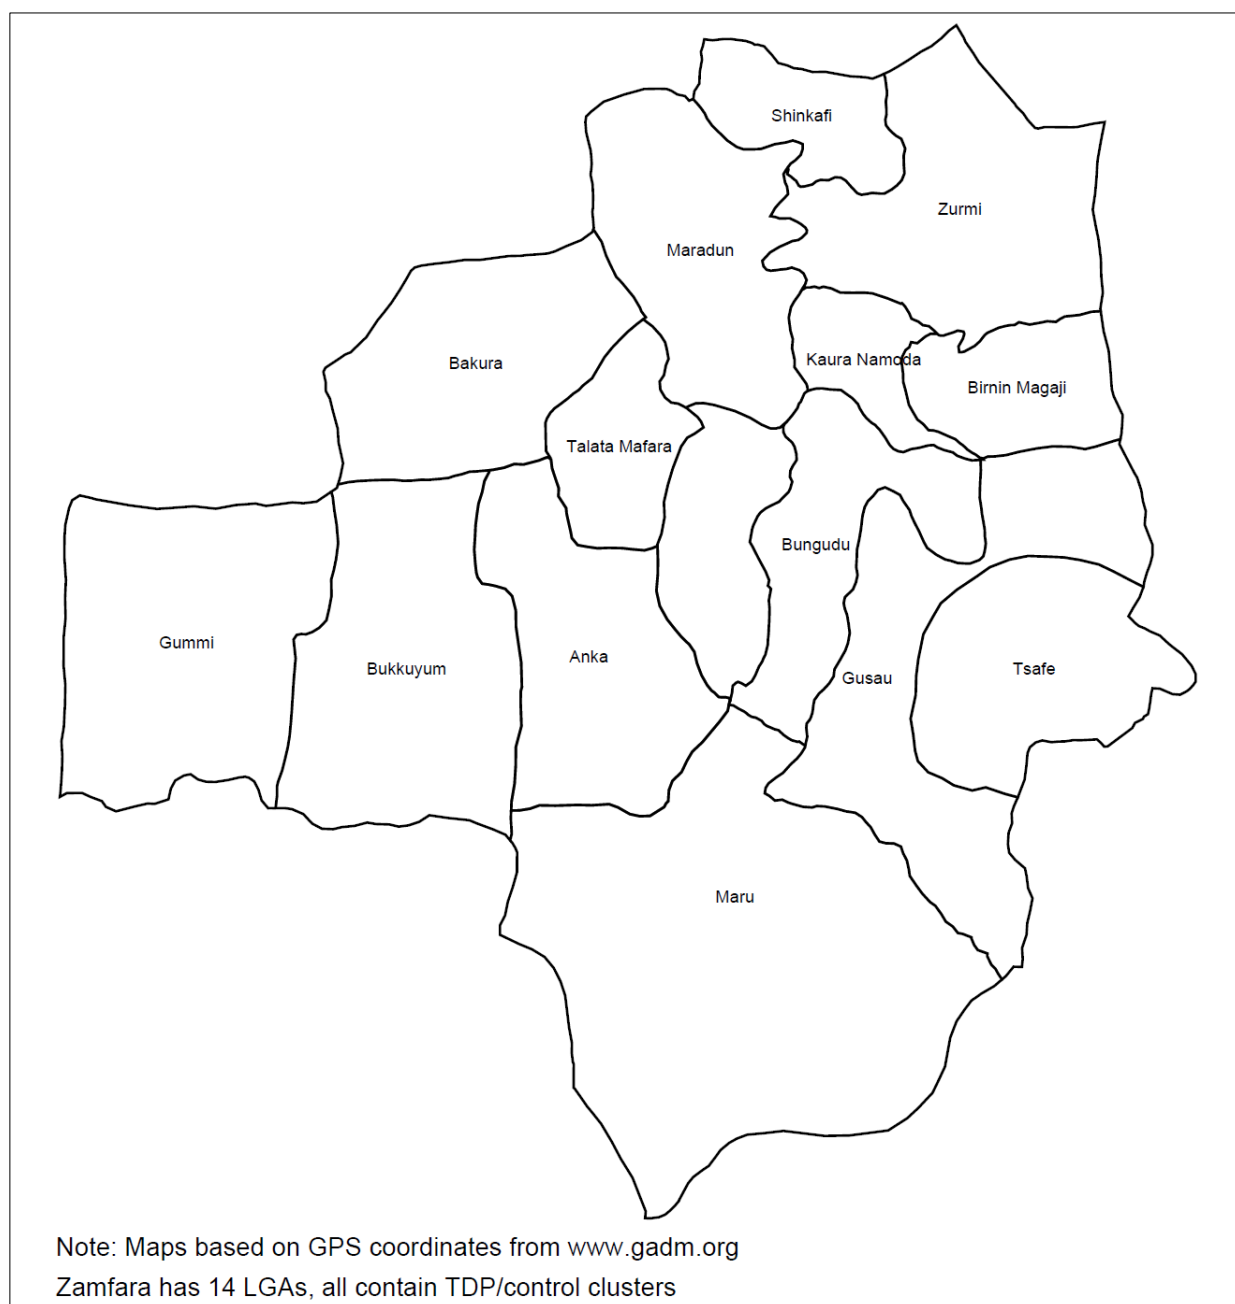 Shinkafi
Zurmi
Maradun
Kaura Namoda
Bakura
Birnin Magaji
Talata Mafara
Bungudu
Gummi
Anka
Bukkuyum
Tsafe
Gusau
Maru
Note: Maps based on GPS coordinates from www.gadm.org
Zamfara has 14 LGAs, all contain TDP/control clusters